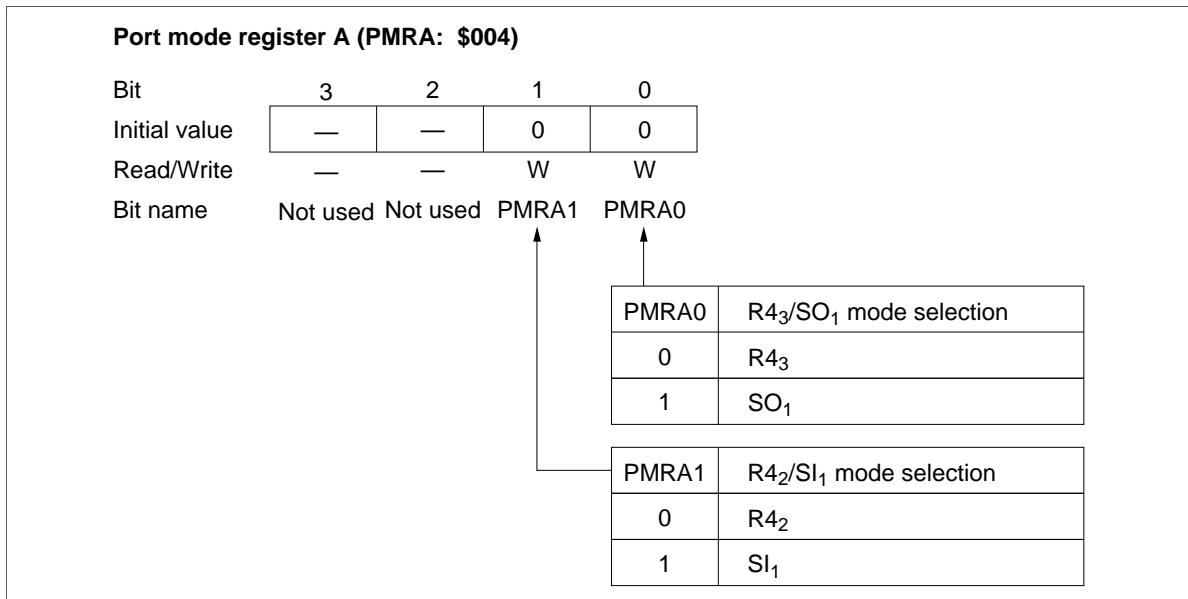 Port mode register A (PMRA: $004)
Bit 3 2 1 0
Initial value — — 0 0
Read/Write — — W W
Bit name Not used Not used PMRA1 PMRA0
PMRA0 R4₃/SO₁ mode selection
0 R4₃
1 SO₁
PMRA1 R4₂/SI₁ mode selection
0 R4₂
1 SI₁